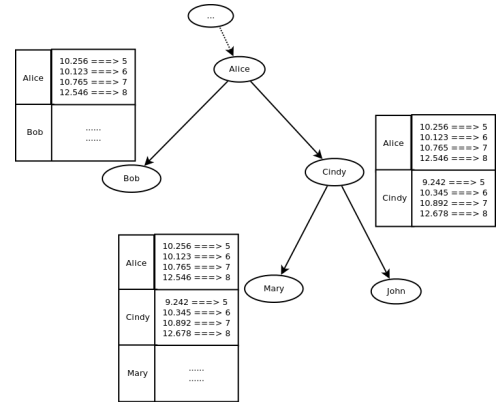 ...
Alice
Alice
10.256 ===> 5
10.123 ===> 6
10.765 ===> 7
12.546 ===> 8
Bob
......
......
Bob
Cindy
Alice
10.256 ===> 5
10.123 ===> 6
10.765 ===> 7
12.546 ===> 8
Cindy
9.242 ===> 5
10.345 ===> 6
10.892 ===> 7
12.678 ===> 8
Alice
10.256 ===> 5
10.123 ===> 6
10.765 ===> 7
12.546 ===> 8
Cindy
9.242 ===> 5
10.345 ===> 6
10.892 ===> 7
12.678 ===> 8
Mary
......
......
Mary
John